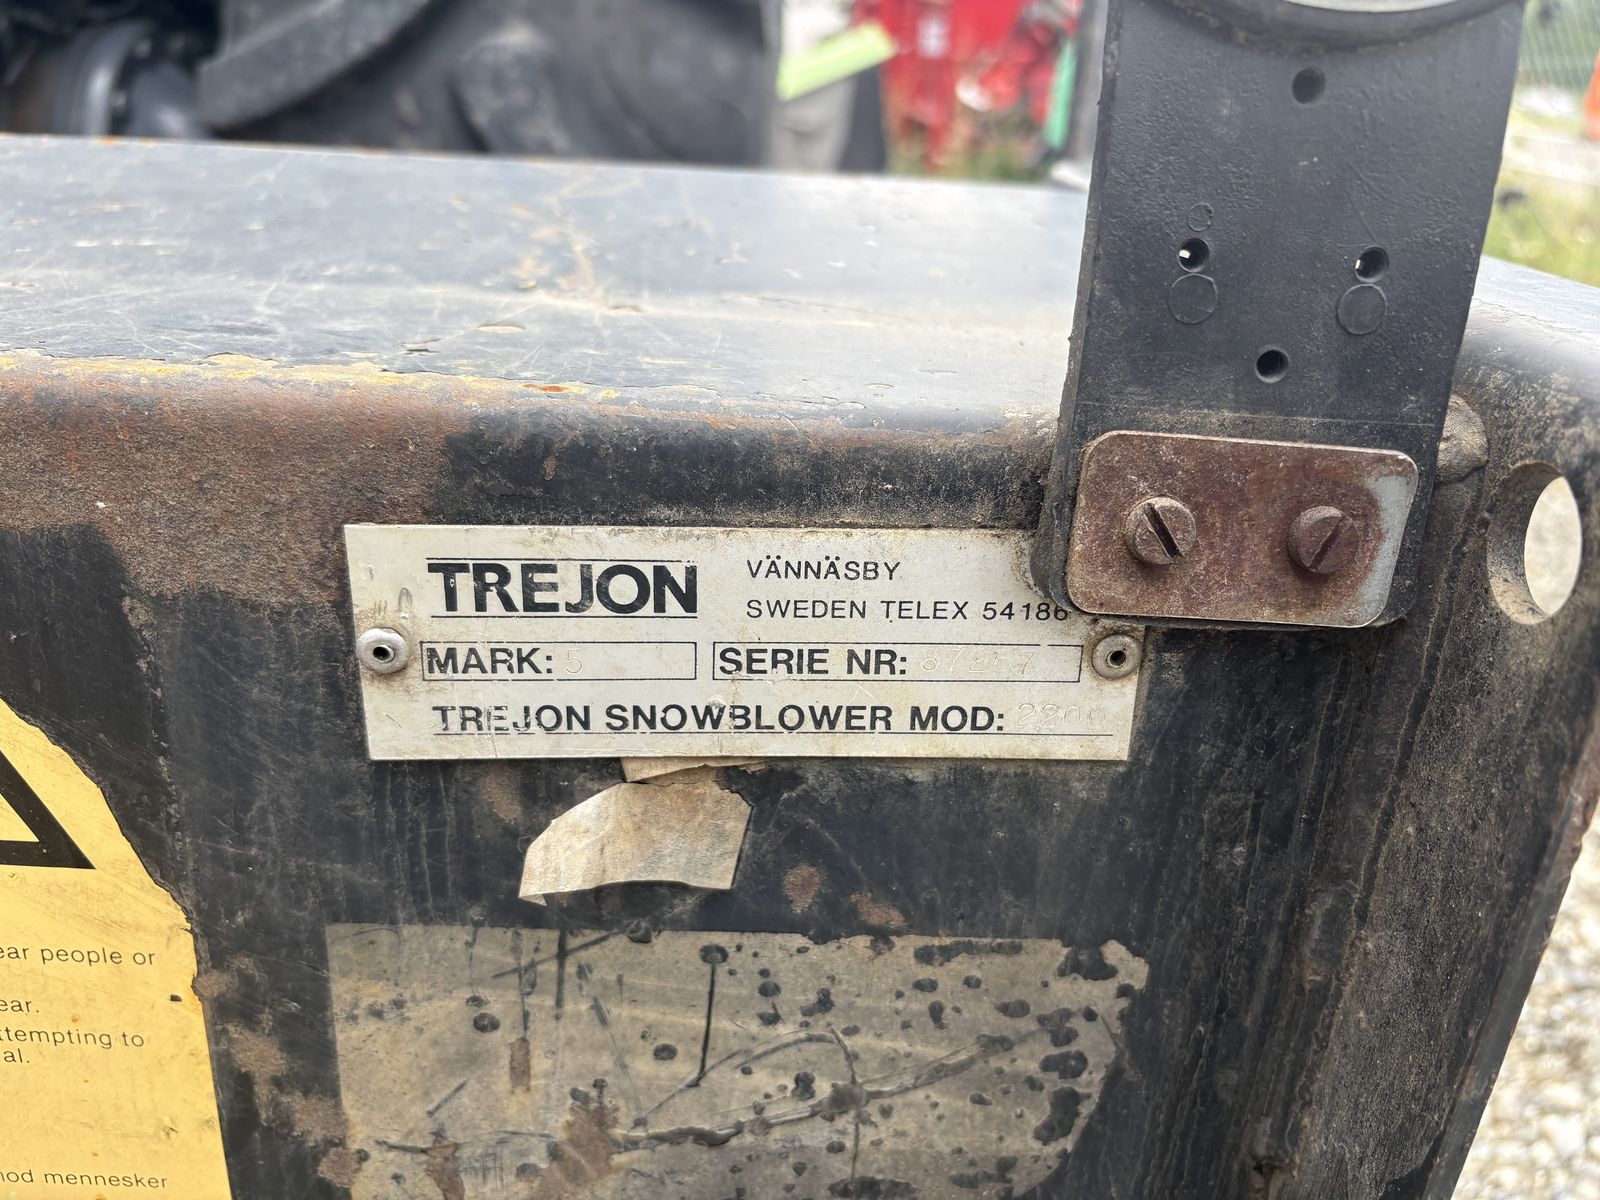 TREJON
VÄNNÄSBY
SWEDEN TELEX 54186
MARK: 5
SERIE NR:
TREJON SNOWBLOWER MOD: 2200
ear people or
ear.
ttempting to
al.
mod mennesker